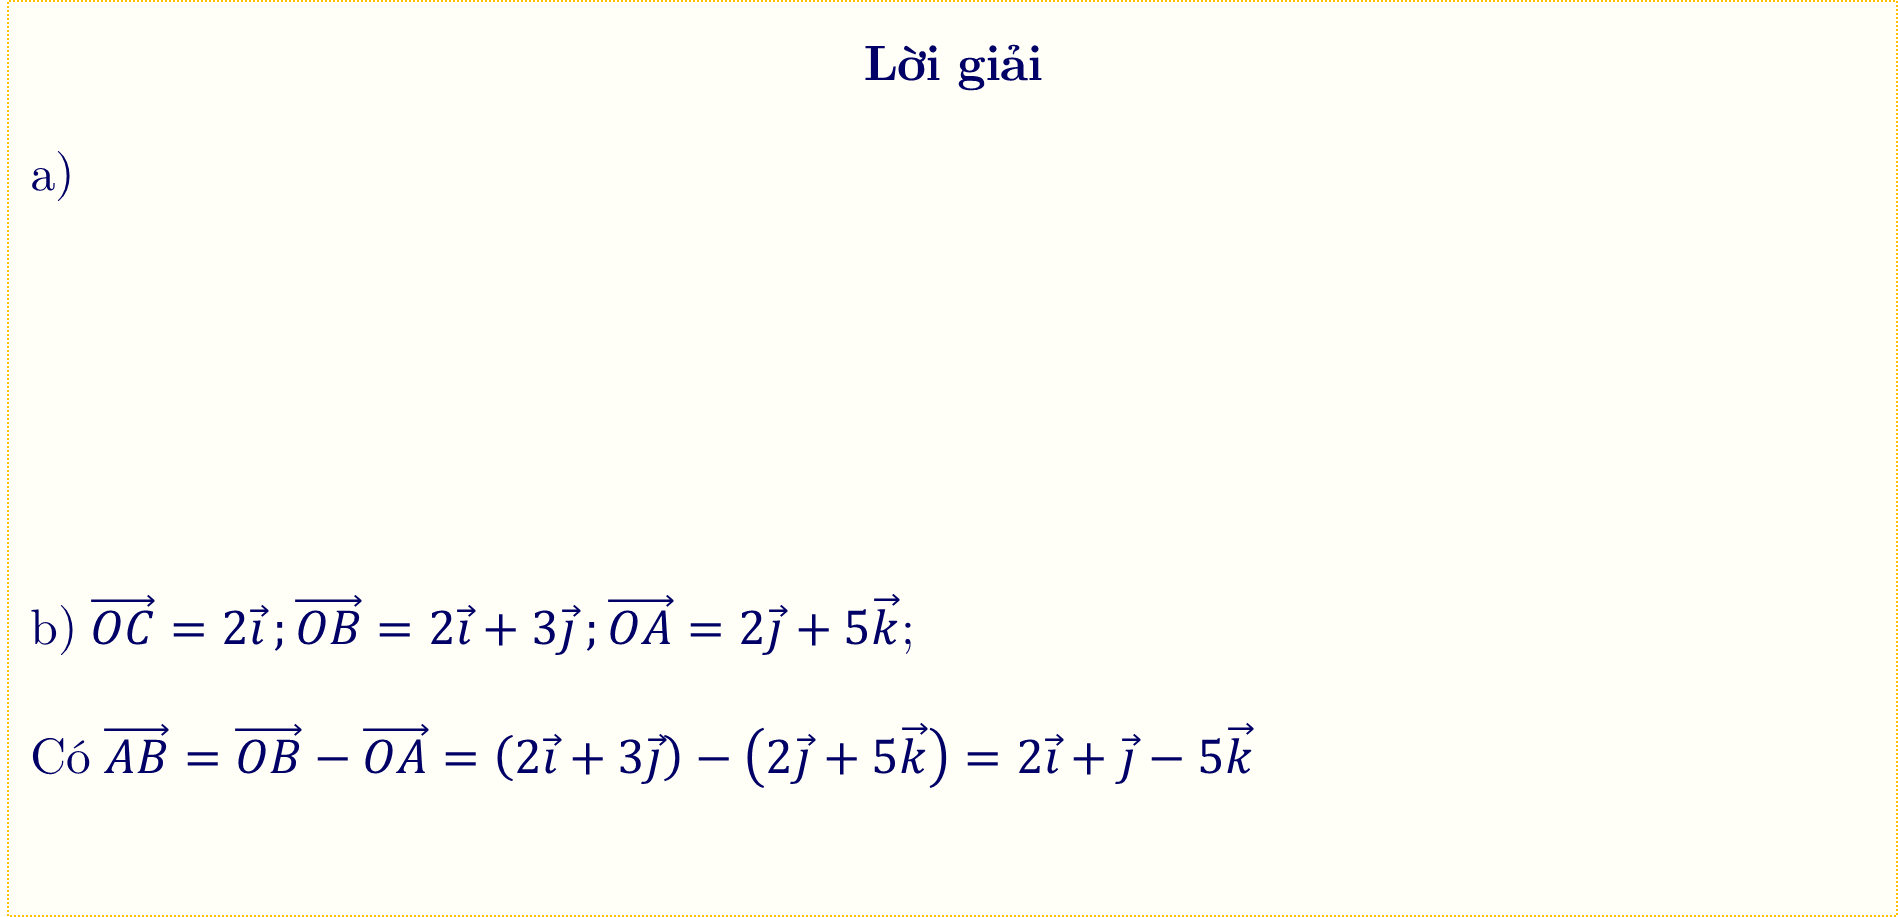 Lời giải
a)
b) $\overrightarrow{OC} = 2\vec{i}; \overrightarrow{OB} = 2\vec{i} + 3\vec{j}; \overrightarrow{OA} = 2\vec{j} + 5\vec{k}$;
Có $\overrightarrow{AB} = \overrightarrow{OB} - \overrightarrow{OA} = (2\vec{i} + 3\vec{j}) - (2\vec{j} + 5\vec{k}) = 2\vec{i} + \vec{j} - 5\vec{k}$